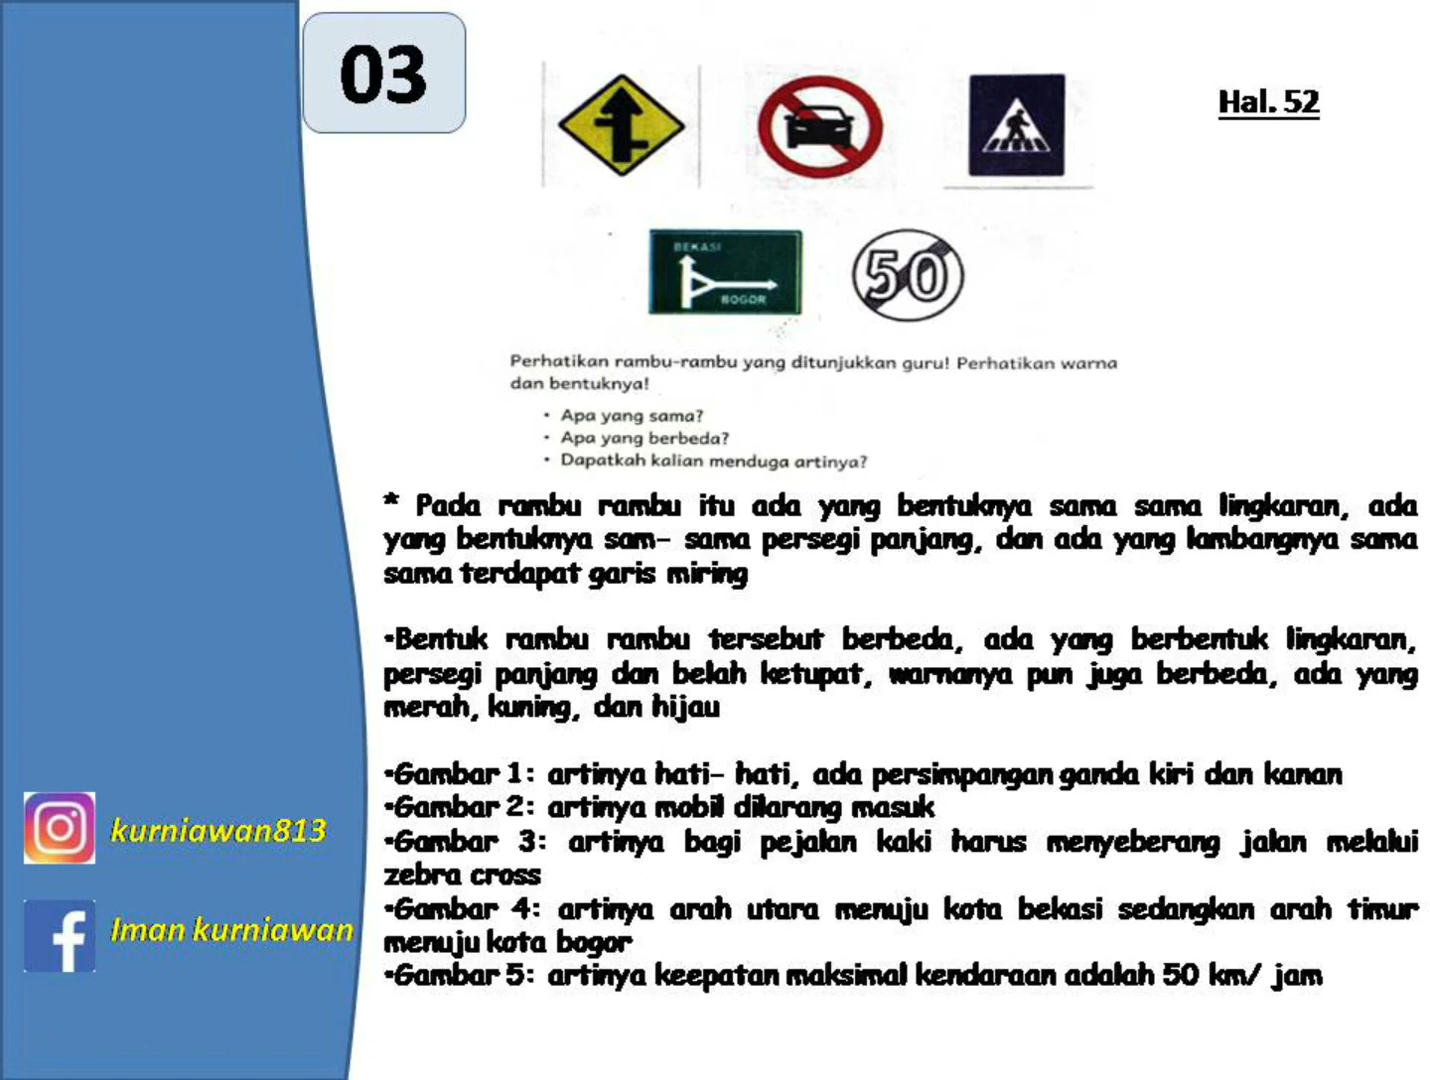 03
Hal. 52
BEKASI
BOGOR
50
Perhatikan rambu-rambu yang ditunjukkan guru! Perhatikan warna
dan bentuknya!
• Apa yang sama?
• Apa yang berbeda?
• Dapatkah kalian menduga artinya?
* Pada rambu rambu itu ada yang bentuknya sama sama lingkaran, ada
yang bentuknya sam- sama persegi panjang, dan ada yang lambangnya sama
sama terdapat garis miring
•Bentuk rambu rambu tersebut berbeda, ada yang berbentuk lingkaran,
persegi panjang dan belah ketupat, warnanya pun juga berbeda, ada yang
merah, kuning, dan hijau
•Gambar 1: artinya hati- hati, ada persimpangan ganda kiri dan kanan
•Gambar 2: artinya mobil dilarang masuk
•Gambar 3: artinya bagi pejalan kaki harus menyeberang jalan melalui
zebra cross
•Gambar 4: artinya arah utara menuju kota bekasi sedangkan arah timur
menuju kota bogor
•Gambar 5: artinya keepatan maksimal kendaraan adalah 50 km/ jam
kurniawan813
Iman kurniawan